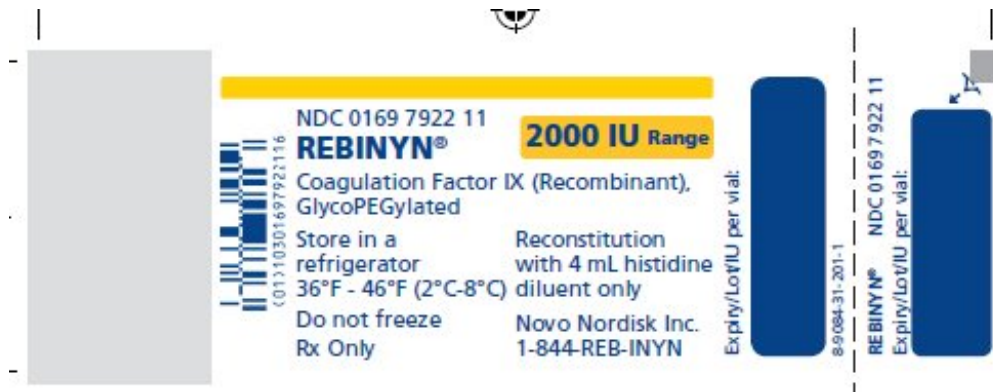 NDC 0169 7922 11
REBINYN®
2000 IU Range
Coagulation Factor IX (Recombinant),
GlycoPEGylated
Store in a
refrigerator
36°F - 46°F (2°C-8°C)
Do not freeze
Rx Only
Reconstitution
with 4 mL histidine
diluent only
Novo Nordisk Inc.
1-844-REB-INYN
(01)10301697922116
Expiry/Lot/IU per vial:
8-9084-31-201-1
REBINYN® NDC 0169 7922 11
Expiry/Lot/IU per vial: